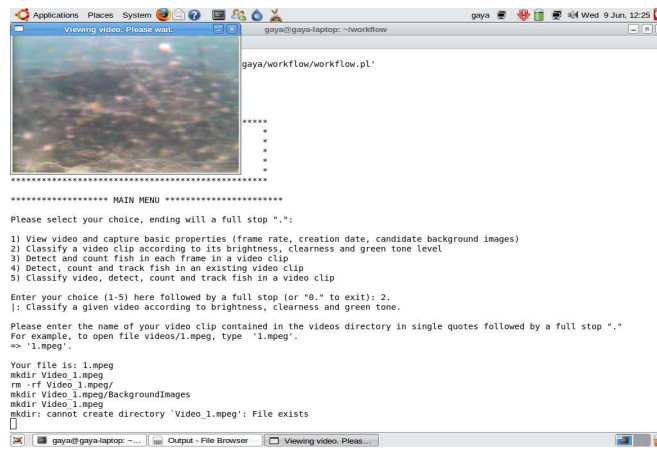 Applications Places System gaya Wed 9 Jun, 12:25
Viewing video. Please wait.
gaya@gaya-laptop: ~/workflow
gaya/workflow/workflow.pl'
*****
*
*
*
*
*
**************************************************
******************* MAIN MENU ***********************
Please select your choice, ending will a full stop ".":
1) View video and capture basic properties (frame rate, creation date, candidate background images)
2) Classify a video clip according to its brightness, clearness and green tone level
3) Detect and count fish in each frame in a video clip
4) Detect, count and track fish in an existing video clip
5) Classify video, detect, count and track fish in a video clip
Enter your choice (1-5) here followed by a full stop (or "0." to exit): 2.
|: Classify a given video according to brightness, clearness and green tone.
Please enter the name of your video clip contained in the videos directory in single quotes followed by a full stop "."
For example, to open file videos/1.mpeg, type '1.mpeg'.
=> '1.mpeg'.
Your file is: 1.mpeg
mkdir Video_1.mpeg
rm -rf Video_1.mpeg/
mkdir Video_1.mpeg/BackgroundImages
mkdir Video_1.mpeg
mkdir: cannot create directory `Video_1.mpeg': File exists
gaya@gaya-laptop: ~...
Output - File Browser
Viewing video. Pleas...